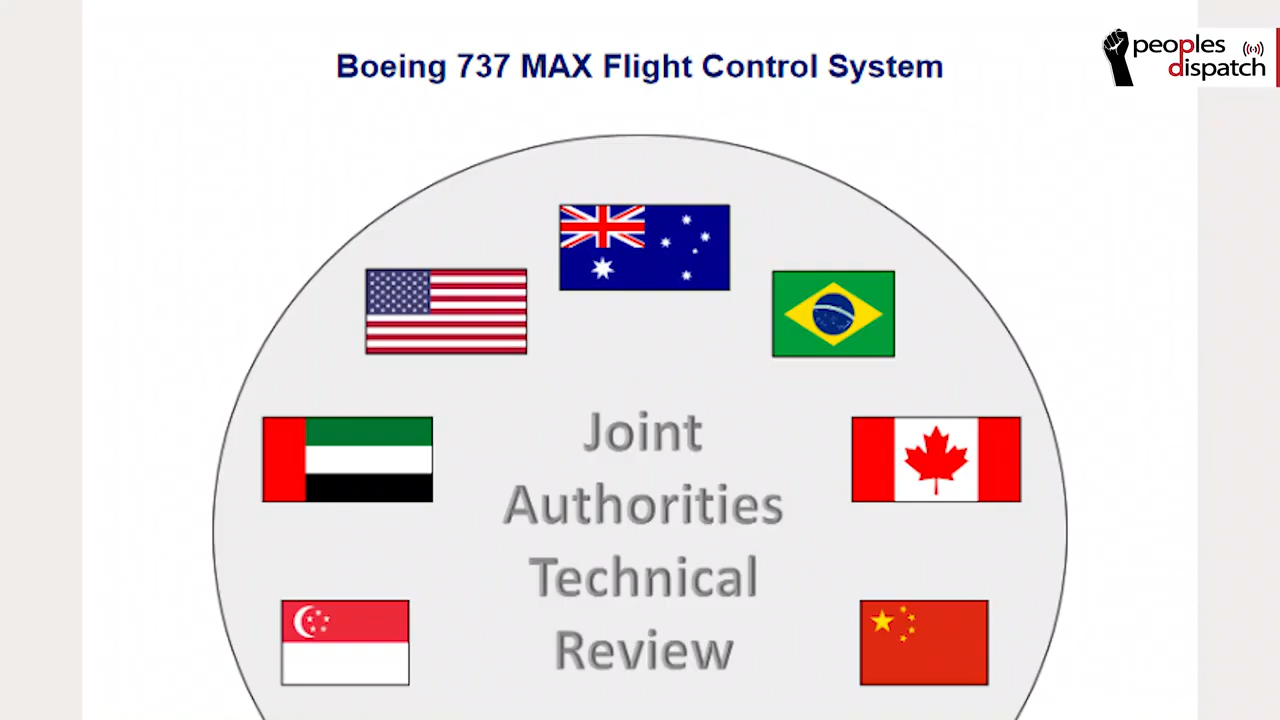 Boeing 737 MAX Flight Control System
peoples
dispatch
Joint
Authorities
Technical
Review